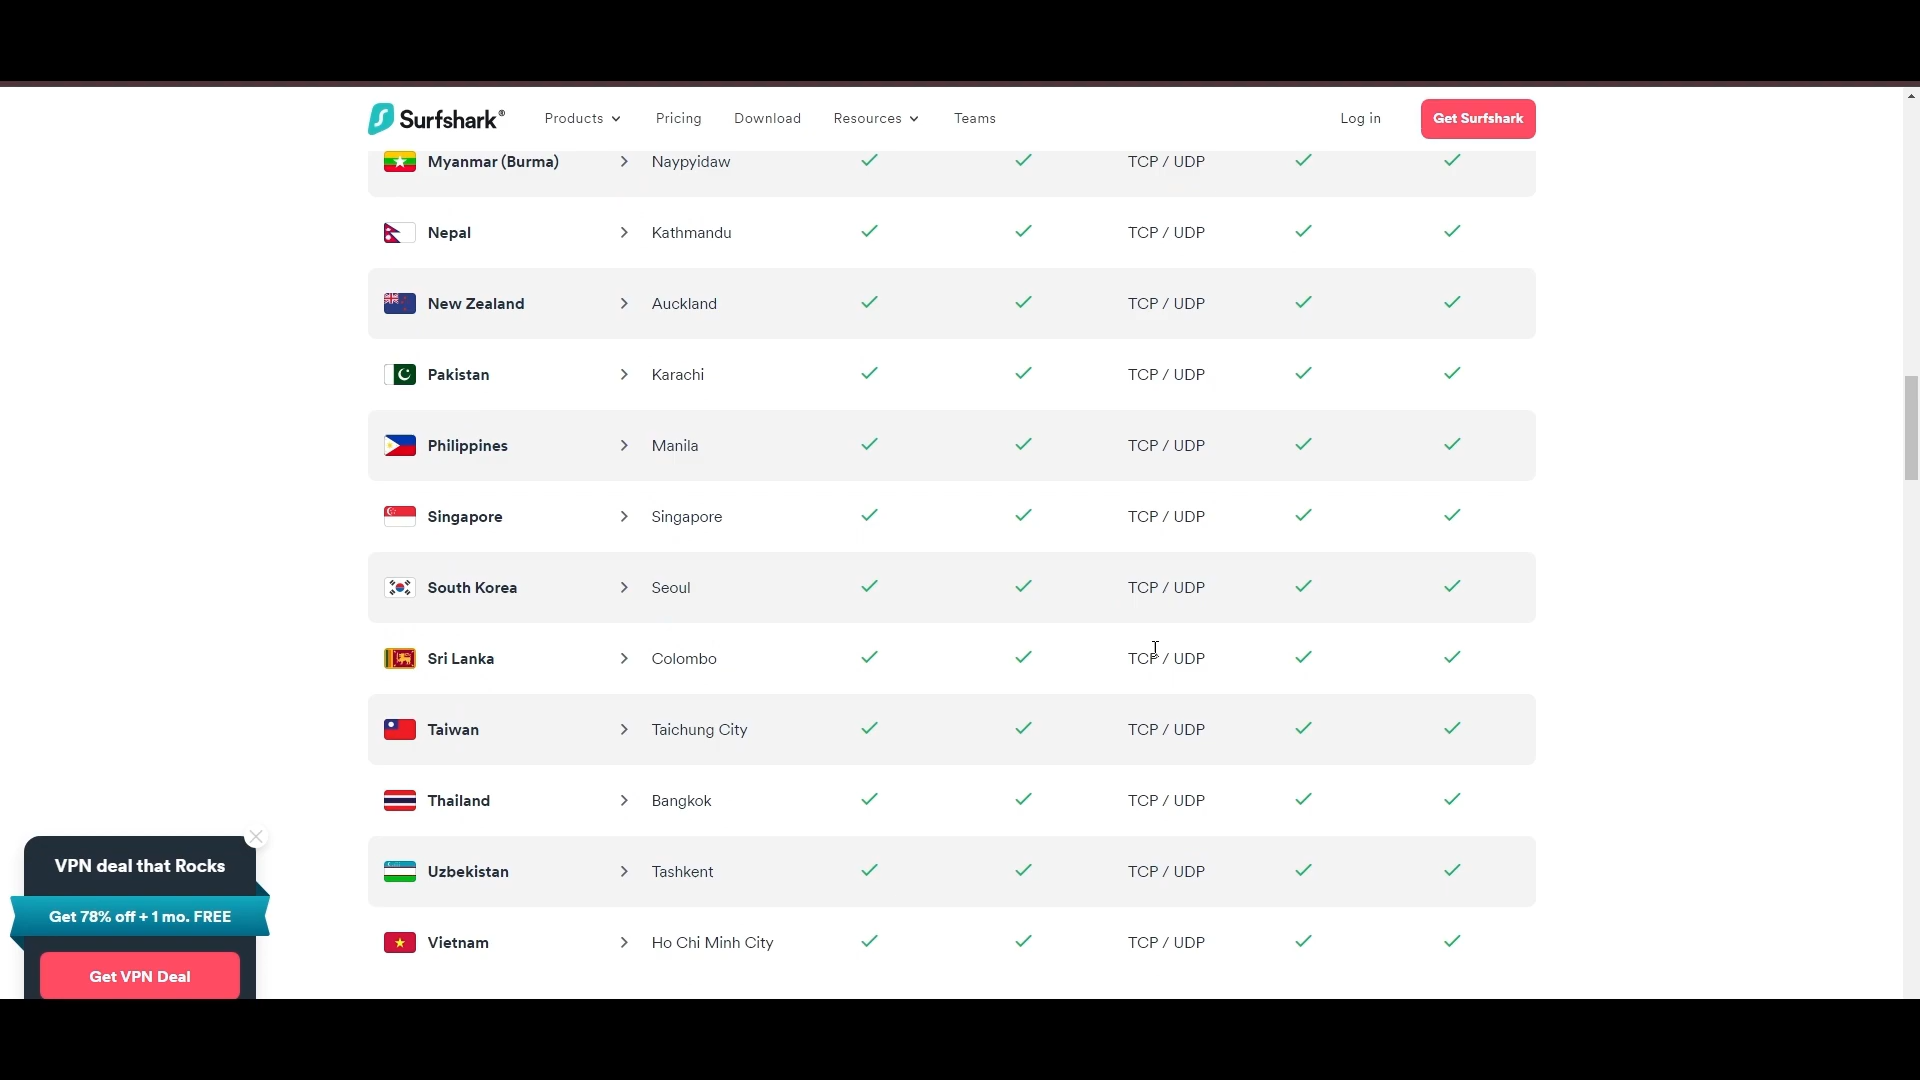 Surfshark® Products Pricing Download Resources Teams Log in Get Surfshark
Myanmar (Burma) Naypyidaw TCP / UDP
Nepal Kathmandu TCP / UDP
New Zealand Auckland TCP / UDP
Pakistan Karachi TCP / UDP
Philippines Manila TCP / UDP
Singapore Singapore TCP / UDP
South Korea Seoul TCP / UDP
Sri Lanka Colombo TCP / UDP
Taiwan Taichung City TCP / UDP
Thailand Bangkok TCP / UDP
Uzbekistan Tashkent TCP / UDP
Vietnam Ho Chi Minh City TCP / UDP
VPN deal that Rocks
Get 78% off + 1 mo. FREE
Get VPN Deal